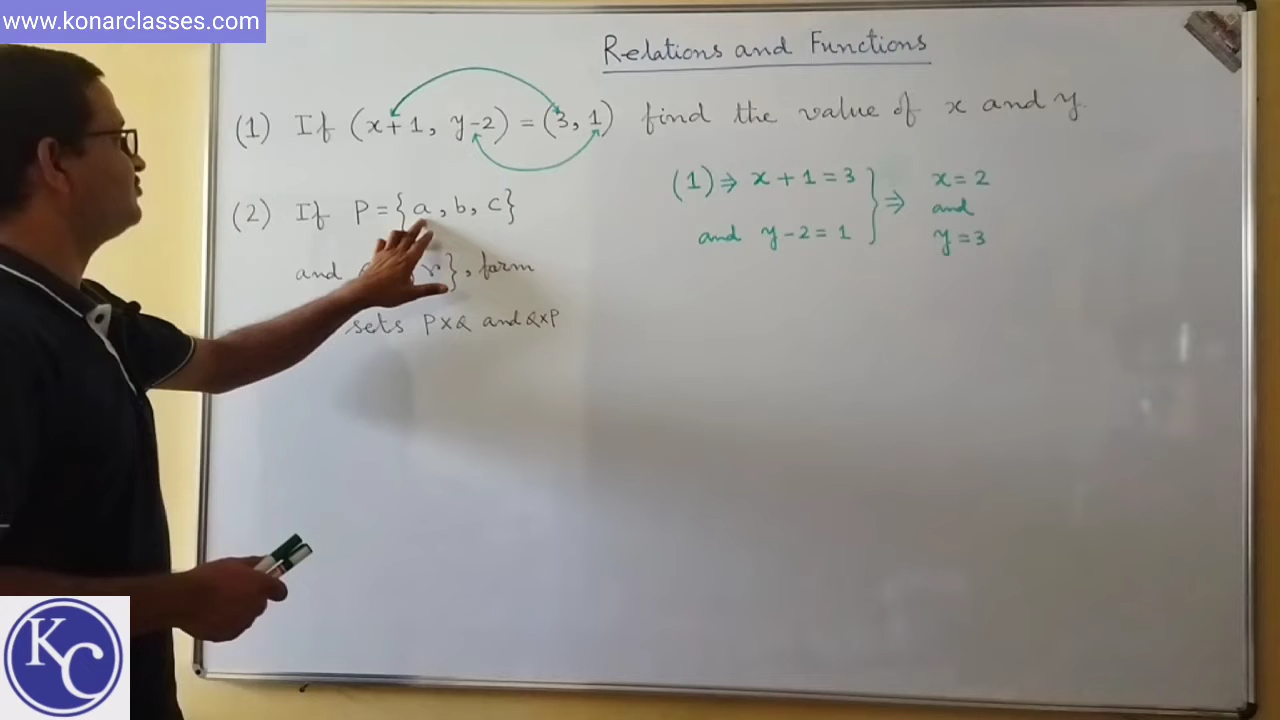 www.konarclasses.com
Relations and Functions
(1) If (x+1, y-2) = (3, 1) find the value of x and y.
(1) ⇒ x + 1 = 3 } ⇒ x = 2
and
and y - 2 = 1 y = 3
(2) If P = {a, b, c}
and r}, form
sets P×Q and Q×P
KC